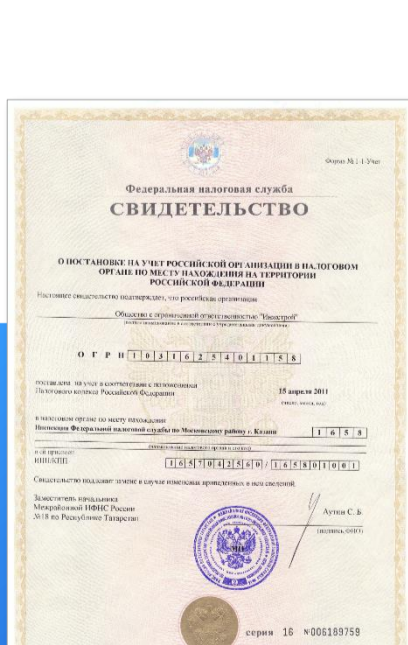 Форма № 1-1-Учет
Федеральная налоговая служба
СВИДЕТЕЛЬСТВО
О ПОСТАНОВКЕ НА УЧЕТ РОССИЙСКОЙ ОРГАНИЗАЦИИ В НАЛОГОВОМ
ОРГАНЕ ПО МЕСТУ НАХОЖДЕНИЯ НА ТЕРРИТОРИИ
РОССИЙСКОЙ ФЕДЕРАЦИИ
Настоящее свидетельство подтверждает, что российская организация
Общество с ограниченной ответственностью
О Г Р Н 1 0 3 1 6 2 5 4 0 1 1 5 8
поставлена на учет в соответствии с положениями
Налогового кодекса Российской Федерации 15 апреля 2011
в налоговом органе по месту нахождения
Инспекция Федеральной налоговой службы по Московскому району г. Казани 1 6 5 8
и ей присвоен
ИНН/КПП 1 6 5 7 0 4 2 5 6 0 / 1 6 5 8 0 1 0 0 1
Свидетельство подлежит замене в случае изменения приведенных в нем сведений.
Заместитель начальника
Межрайонной ИФНС России
№18 по Республике Татарстан
Аутин С. Б.
серия 16 №006189759